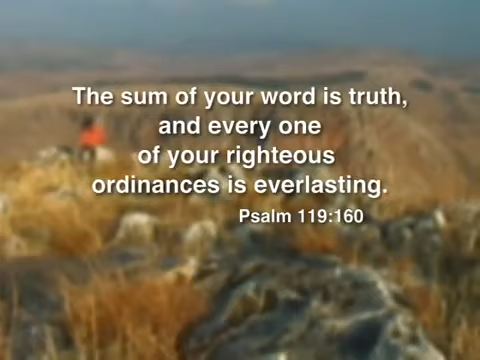 The sum of your word is truth,
and every one
of your righteous
ordinances is everlasting.
Psalm 119:160